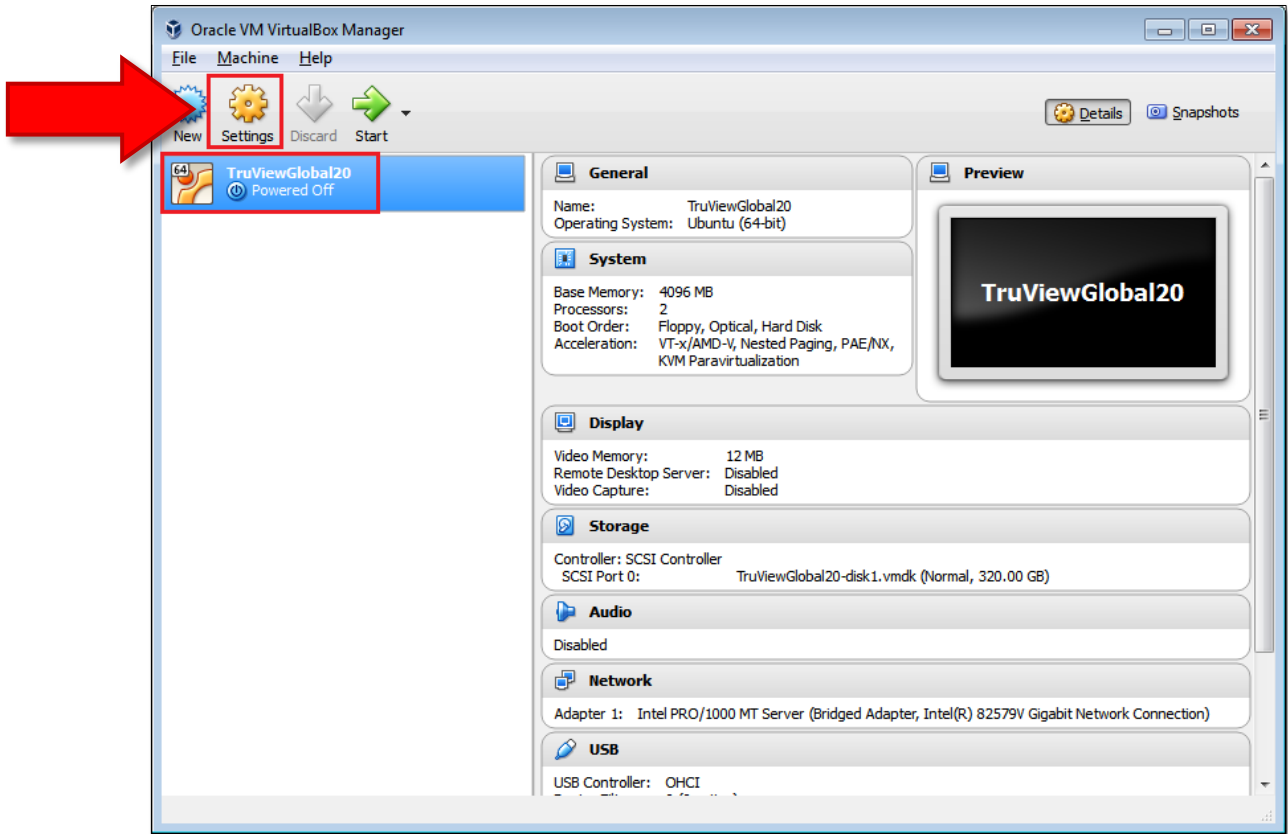 Oracle VM VirtualBox Manager
File Machine Help
New Settings Discard Start
Details Snapshots
64
TruViewGlobal20
Powered Off
General
Name: TruViewGlobal20
Operating System: Ubuntu (64-bit)
Preview
TruViewGlobal20
System
Base Memory: 4096 MB
Processors: 2
Boot Order: Floppy, Optical, Hard Disk
Acceleration: VT-x/AMD-V, Nested Paging, PAE/NX,
KVM Paravirtualization
Display
Video Memory: 12 MB
Remote Desktop Server: Disabled
Video Capture: Disabled
Storage
Controller: SCSI Controller
SCSI Port 0: TruViewGlobal20-disk1.vmdk (Normal, 320.00 GB)
Audio
Disabled
Network
Adapter 1: Intel PRO/1000 MT Server (Bridged Adapter, Intel(R) 82579V Gigabit Network Connection)
USB
USB Controller: OHCI